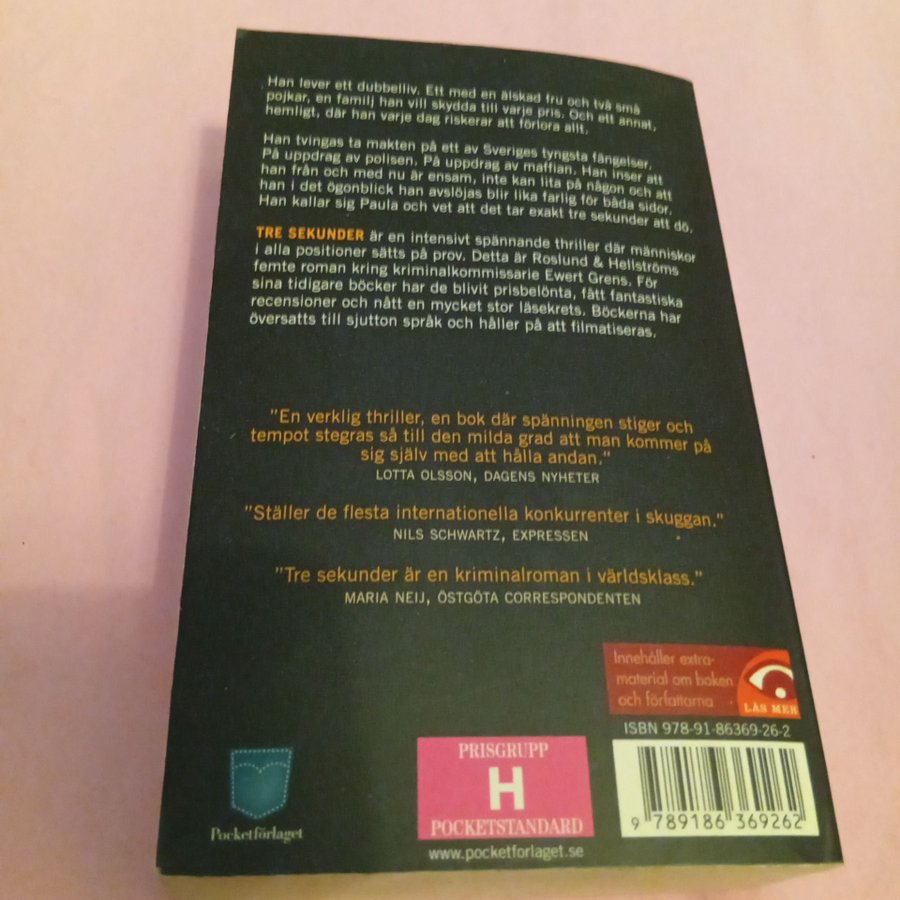 Han lever ett dubbelliv. Ett med en älskad fru och två små
pojkar, en familj han vill skydda till varje pris. Och ett annat,
hemligt, där han varje dag riskerar att förlora allt.
Han tvingas ta makten på ett av Sveriges tyngsta fängelser.
På uppdrag av polisen. På uppdrag av maffian. Han inser att
han från och med nu är ensam, inte kan lita på någon och att
han i det ögonblick han avslöjas blir lika farlig för båda sidor.
Han kallar sig Paula och vet att det tar exakt tre sekunder att dö.
TRE SEKUNDER är en intensivt spännande thriller där människor
i alla positioner sätts på prov. Detta är Roslund & Hellströms
femte roman kring kriminalkommissarie Ewert Grens. För
sina tidigare böcker har de blivit prisbelönta, fått fantastiska
recensioner och nått en mycket stor läsekrets. Böckerna har
översatts till sjutton språk och håller på att filmatiseras.
"En verklig thriller, en bok där spänningen stiger och
tempot stegras så till den milda grad att man kommer på
sig själv med att hålla andan."
LOTTA OLSSON, DAGENS NYHETER
"Ställer de flesta internationella konkurrenter i skuggan."
NILS SCHWARTZ, EXPRESSEN
"Tre sekunder är en kriminalroman i världsklass."
MARIA NEIJ, ÖSTGÖTA CORRESPONDENTEN
Innehåller extra-
material om boken
och författarna
LÄS MER
ISBN 978-91-86369-26-2
9 789186 369262
PRISGRUPP
H
POCKETSTANDARD
www.pocketforlaget.se
Pocketförlaget